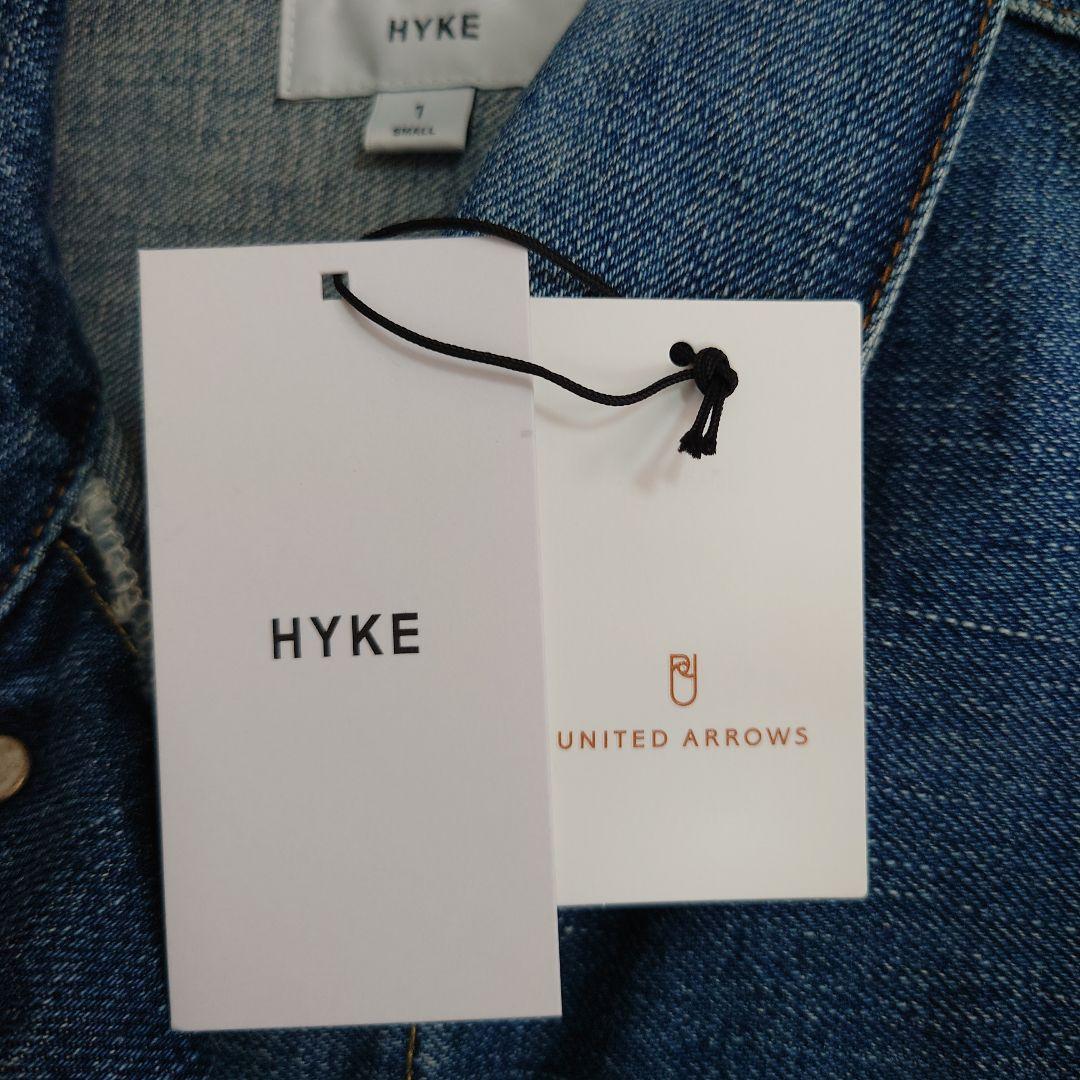 HYKE
7
SMALL
HYKE
UNITED ARROWS